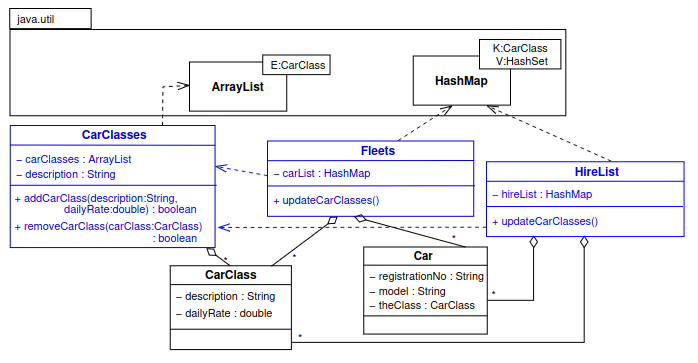 java.util
E:CarClass
ArrayList
K:CarClass
V:HashSet
HashMap
CarClasses
– carClasses : ArrayList
– description : String
+ addCarClass(description:String,
dailyRate:double) : boolean
+ removeCarClass(carClass:CarClass)
: boolean
Fleets
– carList : HashMap
+ updateCarClasses()
HireList
– hireList : HashMap
+ updateCarClasses()
*
*
*
CarClass
– description : String
– dailyRate : double
Car
– registrationNo : String
– model : String
– theClass : CarClass
*
*